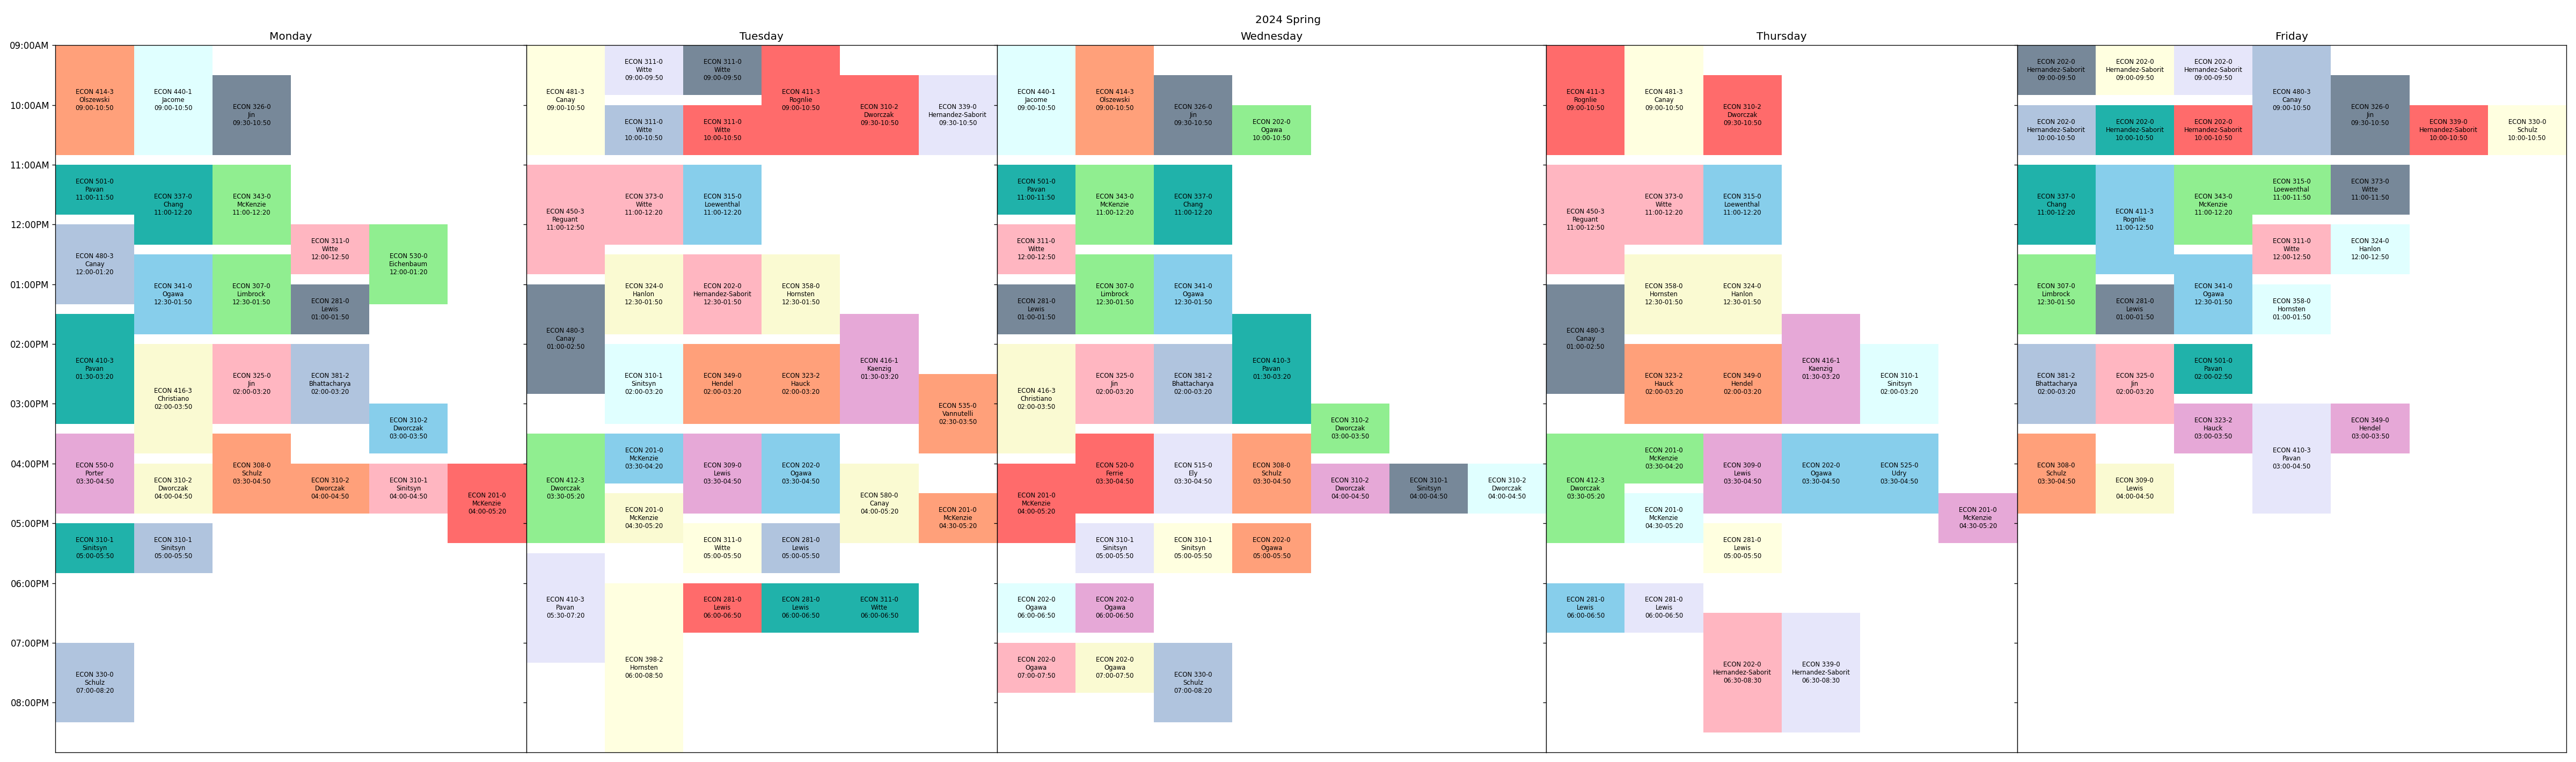 2024 Spring
Monday
Tuesday
Wednesday
Thursday
Friday
09:00AM
10:00AM
11:00AM
12:00PM
01:00PM
02:00PM
03:00PM
04:00PM
05:00PM
06:00PM
07:00PM
08:00PM
ECON 414-3
Olszewski
09:00-10:50
ECON 440-1
Jacome
09:00-10:50
ECON 326-0
Jin
09:30-10:50
ECON 501-0
Pavan
11:00-11:50
ECON 337-0
Chang
11:00-12:20
ECON 343-0
McKenzie
11:00-12:20
ECON 480-3
Canay
12:00-01:20
ECON 311-0
Witte
12:00-12:50
ECON 530-0
Eichenbaum
12:00-01:20
ECON 341-0
Ogawa
12:30-01:50
ECON 307-0
Limbrock
12:30-01:50
ECON 281-0
Lewis
01:00-01:50
ECON 410-3
Pavan
01:30-03:20
ECON 416-3
Christiano
02:00-03:50
ECON 325-0
Jin
02:00-03:20
ECON 381-2
Bhattacharya
02:00-03:20
ECON 310-2
Dworczak
03:00-03:50
ECON 550-0
Porter
03:30-04:50
ECON 310-2
Dworczak
04:00-04:50
ECON 308-0
Schulz
03:30-04:50
ECON 310-2
Dworczak
04:00-04:50
ECON 310-1
Sinitsyn
04:00-04:50
ECON 201-0
McKenzie
04:00-05:20
ECON 310-1
Sinitsyn
05:00-05:50
ECON 310-1
Sinitsyn
05:00-05:50
ECON 330-0
Schulz
07:00-08:20
ECON 481-3
Canay
09:00-10:50
ECON 311-0
Witte
09:00-09:50
ECON 311-0
Witte
09:00-09:50
ECON 411-3
Rognlie
09:00-10:50
ECON 310-2
Dworczak
09:30-10:50
ECON 339-0
Hernandez-Saborit
09:30-10:50
ECON 311-0
Witte
10:00-10:50
ECON 311-0
Witte
10:00-10:50
ECON 450-3
Reguant
11:00-12:50
ECON 373-0
Witte
11:00-12:20
ECON 315-0
Loewenthal
11:00-12:20
ECON 324-0
Hanlon
12:30-01:50
ECON 202-0
Hernandez-Saborit
12:30-01:50
ECON 358-0
Hornsten
12:30-01:50
ECON 480-3
Canay
01:00-02:50
ECON 416-1
Kaenzig
01:30-03:20
ECON 310-1
Sinitsyn
02:00-03:20
ECON 349-0
Hendel
02:00-03:20
ECON 323-2
Hauck
02:00-03:20
ECON 535-0
Vannutelli
02:30-03:50
ECON 412-3
Dworczak
03:30-05:20
ECON 201-0
McKenzie
03:30-04:20
ECON 309-0
Lewis
03:30-04:50
ECON 202-0
Ogawa
03:30-04:50
ECON 580-0
Canay
04:00-05:20
ECON 201-0
McKenzie
04:30-05:20
ECON 201-0
McKenzie
04:30-05:20
ECON 311-0
Witte
05:00-05:50
ECON 281-0
Lewis
05:00-05:50
ECON 410-3
Pavan
05:30-07:20
ECON 398-2
Hornsten
06:00-08:50
ECON 281-0
Lewis
06:00-06:50
ECON 281-0
Lewis
06:00-06:50
ECON 311-0
Witte
06:00-06:50
ECON 440-1
Jacome
09:00-10:50
ECON 414-3
Olszewski
09:00-10:50
ECON 326-0
Jin
09:30-10:50
ECON 202-0
Ogawa
10:00-10:50
ECON 501-0
Pavan
11:00-11:50
ECON 343-0
McKenzie
11:00-12:20
ECON 337-0
Chang
11:00-12:20
ECON 311-0
Witte
12:00-12:50
ECON 307-0
Limbrock
12:30-01:50
ECON 341-0
Ogawa
12:30-01:50
ECON 281-0
Lewis
01:00-01:50
ECON 410-3
Pavan
01:30-03:20
ECON 416-3
Christiano
02:00-03:50
ECON 325-0
Jin
02:00-03:20
ECON 381-2
Bhattacharya
02:00-03:20
ECON 310-2
Dworczak
03:00-03:50
ECON 201-0
McKenzie
04:00-05:20
ECON 520-0
Ferrie
03:30-04:50
ECON 515-0
Ely
03:30-04:50
ECON 308-0
Schulz
03:30-04:50
ECON 310-2
Dworczak
04:00-04:50
ECON 310-1
Sinitsyn
04:00-04:50
ECON 310-2
Dworczak
04:00-04:50
ECON 310-1
Sinitsyn
05:00-05:50
ECON 310-1
Sinitsyn
05:00-05:50
ECON 202-0
Ogawa
05:00-05:50
ECON 202-0
Ogawa
06:00-06:50
ECON 202-0
Ogawa
06:00-06:50
ECON 202-0
Ogawa
07:00-07:50
ECON 202-0
Ogawa
07:00-07:50
ECON 330-0
Schulz
07:00-08:20
ECON 411-3
Rognlie
09:00-10:50
ECON 481-3
Canay
09:00-10:50
ECON 310-2
Dworczak
09:30-10:50
ECON 450-3
Reguant
11:00-12:50
ECON 373-0
Witte
11:00-12:20
ECON 315-0
Loewenthal
11:00-12:20
ECON 358-0
Hornsten
12:30-01:50
ECON 324-0
Hanlon
12:30-01:50
ECON 480-3
Canay
01:00-02:50
ECON 416-1
Kaenzig
01:30-03:20
ECON 323-2
Hauck
02:00-03:20
ECON 349-0
Hendel
02:00-03:20
ECON 310-1
Sinitsyn
02:00-03:20
ECON 412-3
Dworczak
03:30-05:20
ECON 201-0
McKenzie
03:30-04:20
ECON 309-0
Lewis
03:30-04:50
ECON 202-0
Ogawa
03:30-04:50
ECON 525-0
Udry
03:30-04:50
ECON 201-0
McKenzie
04:30-05:20
ECON 201-0
McKenzie
04:30-05:20
ECON 281-0
Lewis
05:00-05:50
ECON 281-0
Lewis
06:00-06:50
ECON 281-0
Lewis
06:00-06:50
ECON 202-0
Hernandez-Saborit
06:30-08:30
ECON 339-0
Hernandez-Saborit
06:30-08:30
ECON 202-0
Hernandez-Saborit
09:00-09:50
ECON 202-0
Hernandez-Saborit
09:00-09:50
ECON 202-0
Hernandez-Saborit
09:00-09:50
ECON 480-3
Canay
09:00-10:50
ECON 326-0
Jin
09:30-10:50
ECON 202-0
Hernandez-Saborit
10:00-10:50
ECON 202-0
Hernandez-Saborit
10:00-10:50
ECON 202-0
Hernandez-Saborit
10:00-10:50
ECON 339-0
Hernandez-Saborit
10:00-10:50
ECON 330-0
Schulz
10:00-10:50
ECON 337-0
Chang
11:00-12:20
ECON 411-3
Rognlie
11:00-12:50
ECON 343-0
McKenzie
11:00-12:20
ECON 315-0
Loewenthal
11:00-11:50
ECON 373-0
Witte
11:00-11:50
ECON 311-0
Witte
12:00-12:50
ECON 324-0
Hanlon
12:00-12:50
ECON 307-0
Limbrock
12:30-01:50
ECON 281-0
Lewis
01:00-01:50
ECON 341-0
Ogawa
12:30-01:50
ECON 358-0
Hornsten
01:00-01:50
ECON 381-2
Bhattacharya
02:00-03:20
ECON 325-0
Jin
02:00-03:20
ECON 501-0
Pavan
02:00-02:50
ECON 323-2
Hauck
03:00-03:50
ECON 410-3
Pavan
03:00-04:50
ECON 349-0
Hendel
03:00-03:50
ECON 308-0
Schulz
03:30-04:50
ECON 309-0
Lewis
04:00-04:50